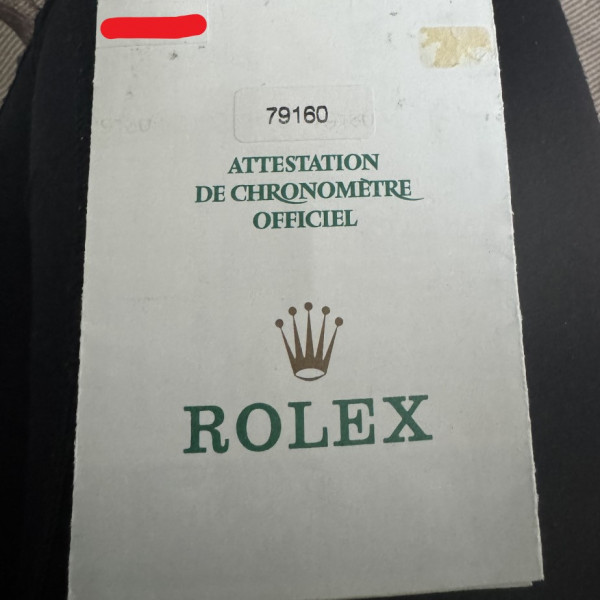 79160
ATTESTATION
DE CHRONOMÈTRE
OFFICIEL
ROLEX